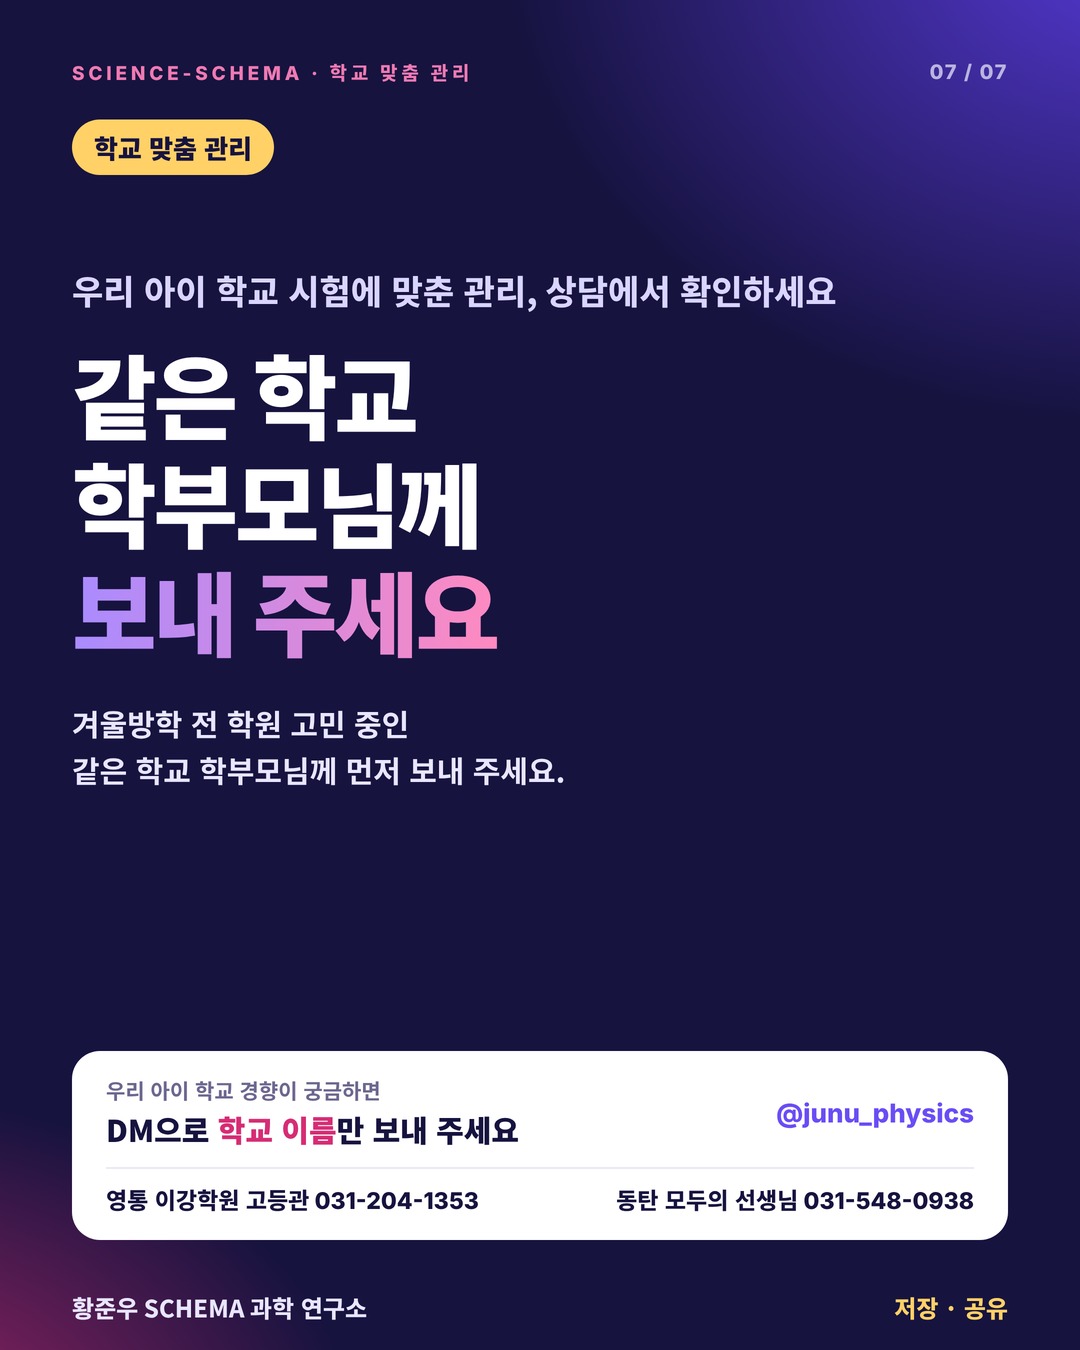 SCIENCE-SCHEMA · 학교 맞춤 관리
07 / 07
학교 맞춤 관리
우리 아이 학교 시험에 맞춘 관리, 상담에서 확인하세요
같은 학교
학부모님께
보내 주세요
겨울방학 전 학원 고민 중인
같은 학교 학부모님께 먼저 보내 주세요.
우리 아이 학교 경향이 궁금하면
DM으로 학교 이름만 보내 주세요
@junu_physics
영통 이강학원 고등관 031-204-1353
동탄 모두의 선생님 031-548-0938
황준우 SCHEMA 과학 연구소
저장 · 공유